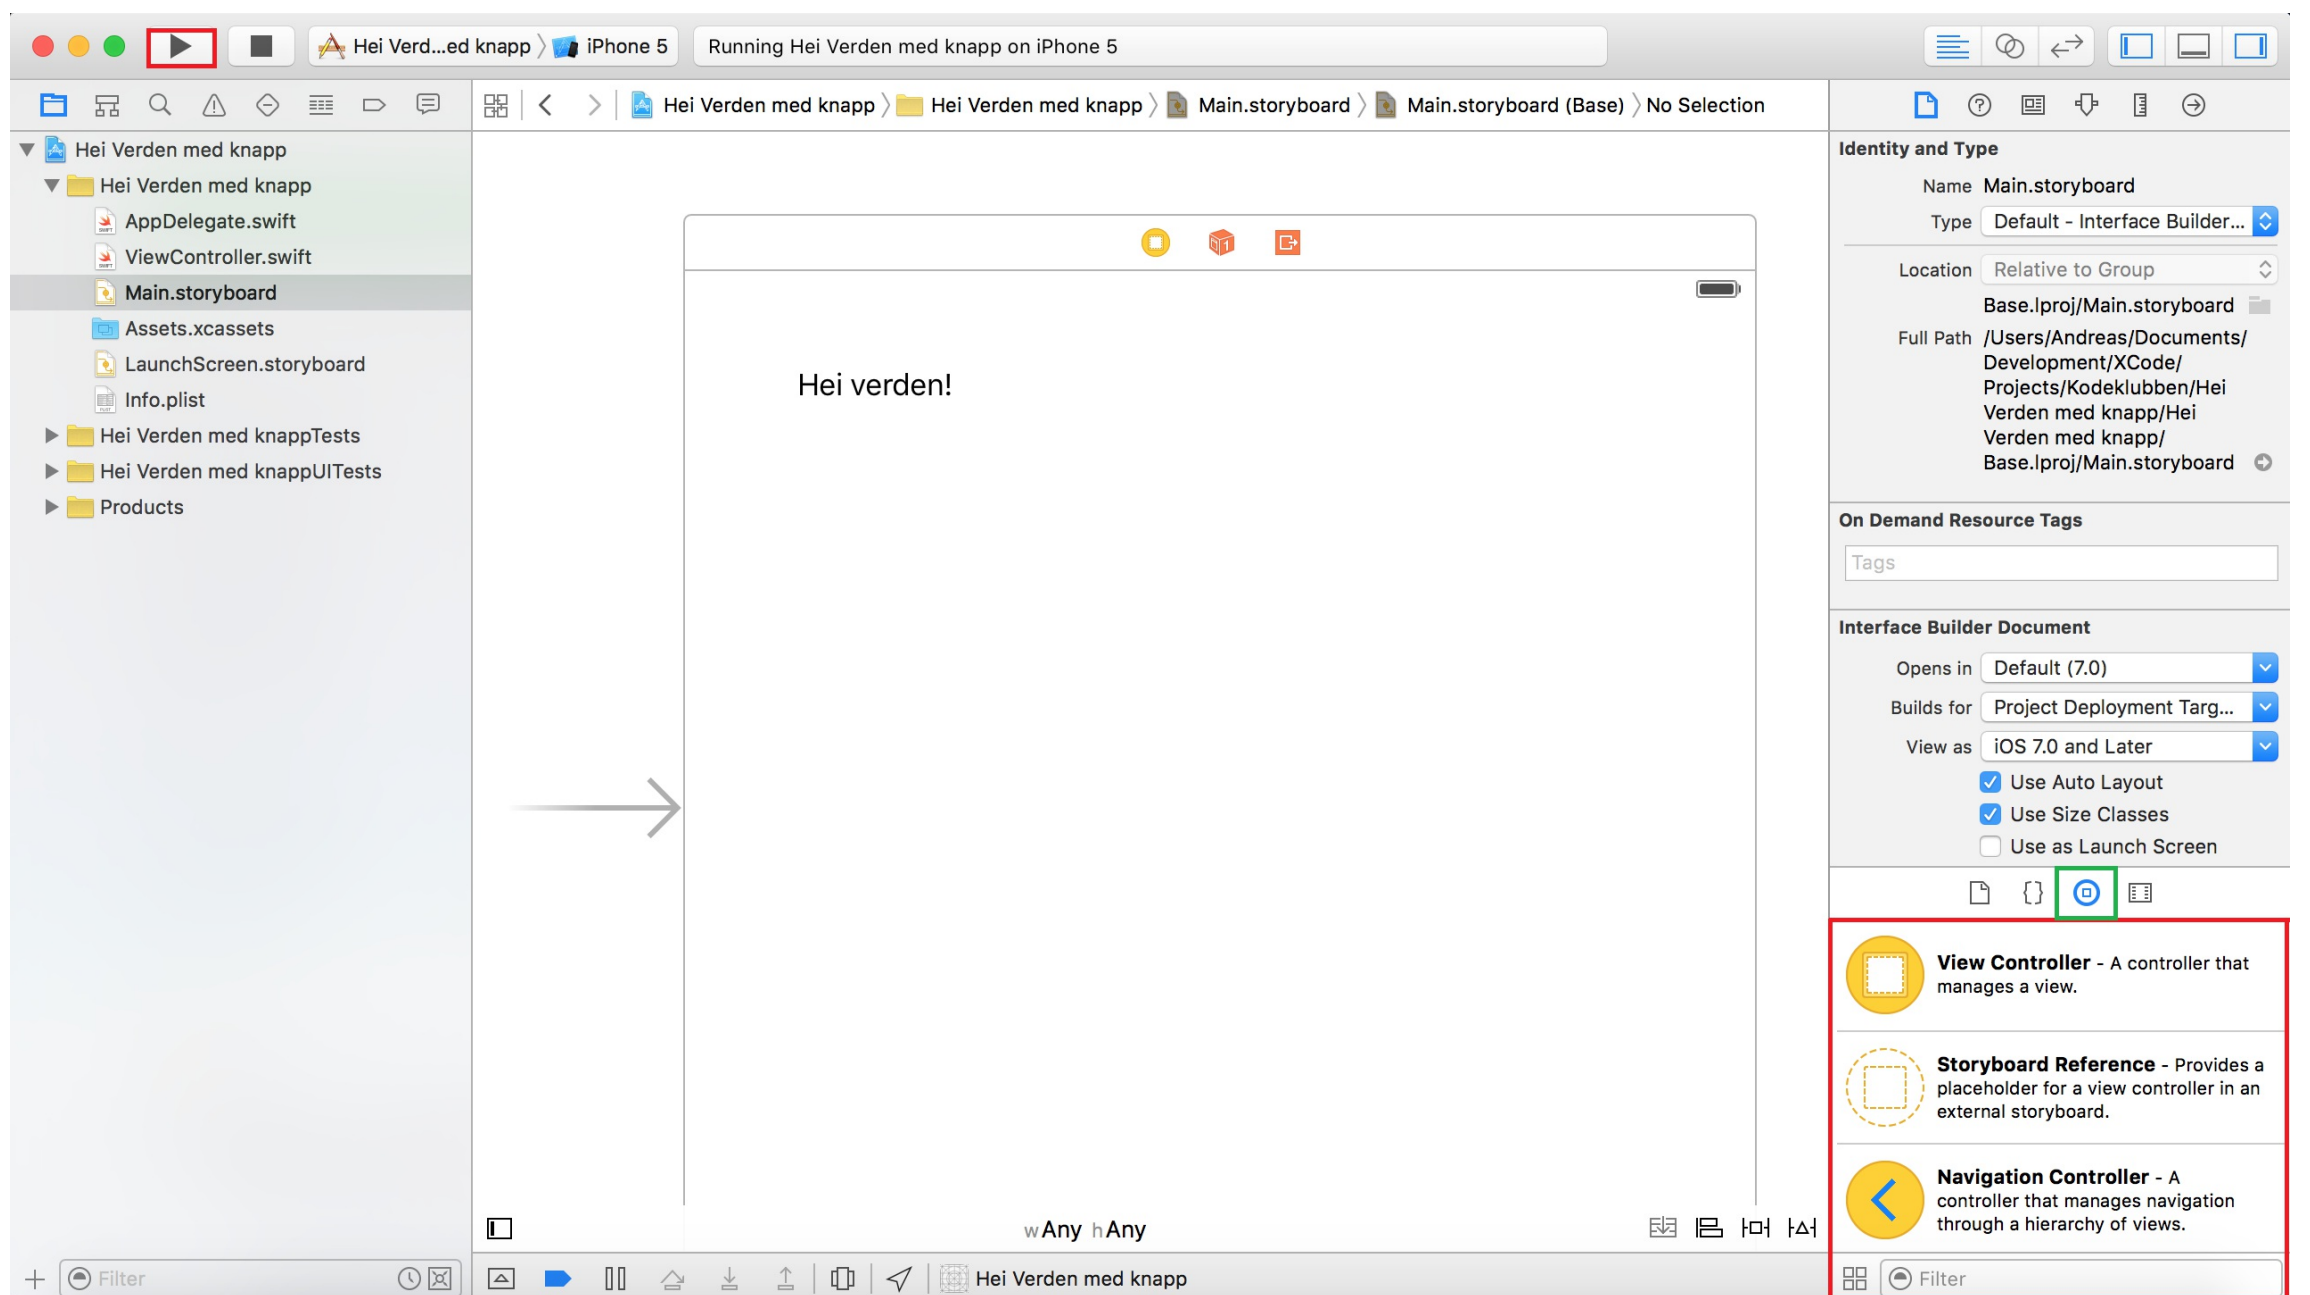 Hei Verd...ed knapp
iPhone 5
Running Hei Verden med knapp on iPhone 5
Hei Verden med knapp
Hei Verden med knapp
Main.storyboard
Main.storyboard (Base)
No Selection
Hei Verden med knapp
Hei Verden med knapp
AppDelegate.swift
ViewController.swift
Main.storyboard
Assets.xcassets
LaunchScreen.storyboard
Info.plist
Hei Verden med knappTests
Hei Verden med knappUITests
Products
Filter
Hei verden!
wAny hAny
Hei Verden med knapp
Identity and Type
Name Main.storyboard
Type Default - Interface Builder...
Location Relative to Group
Base.lproj/Main.storyboard
Full Path /Users/Andreas/Documents/
Development/XCode/
Projects/Kodeklubben/Hei
Verden med knapp/Hei
Verden med knapp/
Base.lproj/Main.storyboard
On Demand Resource Tags
Tags
Interface Builder Document
Opens in Default (7.0)
Builds for Project Deployment Targ...
View as iOS 7.0 and Later
Use Auto Layout
Use Size Classes
Use as Launch Screen
View Controller - A controller that
manages a view.
Storyboard Reference - Provides a
placeholder for a view controller in an
external storyboard.
Navigation Controller - A
controller that manages navigation
through a hierarchy of views.
Filter